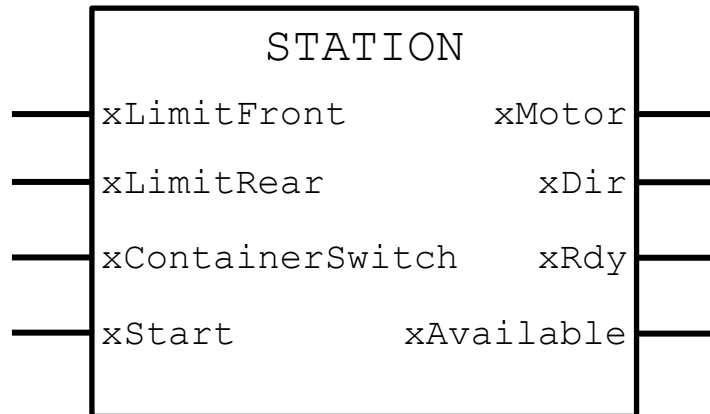 STATION
xLimitFront xMotor
xLimitRear xDir
xContainerSwitch xRdy
xStart xAvailable